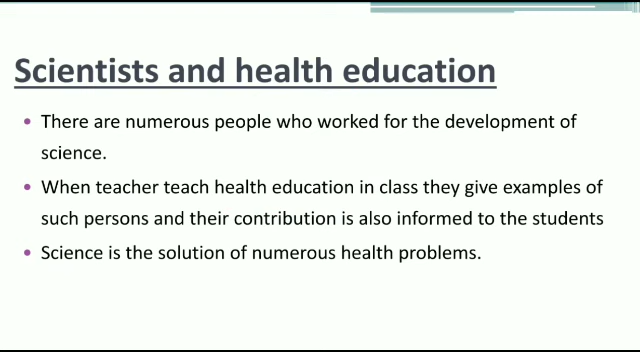 Scientists and health education
• There are numerous people who worked for the development of
science.
• When teacher teach health education in class they give examples of
such persons and their contribution is also informed to the students
• Science is the solution of numerous health problems.